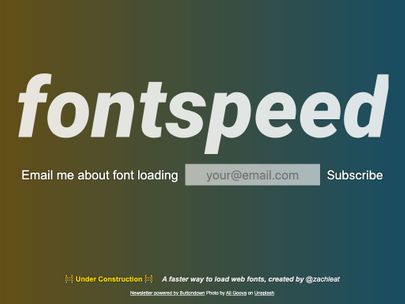 fontspeed
Email me about font loading your@email.com Subscribe
Under Construction A faster way to load web fonts, created by @zachleat
Newsletter powered by Buttondown Photo by Ali Gooya on Unsplash